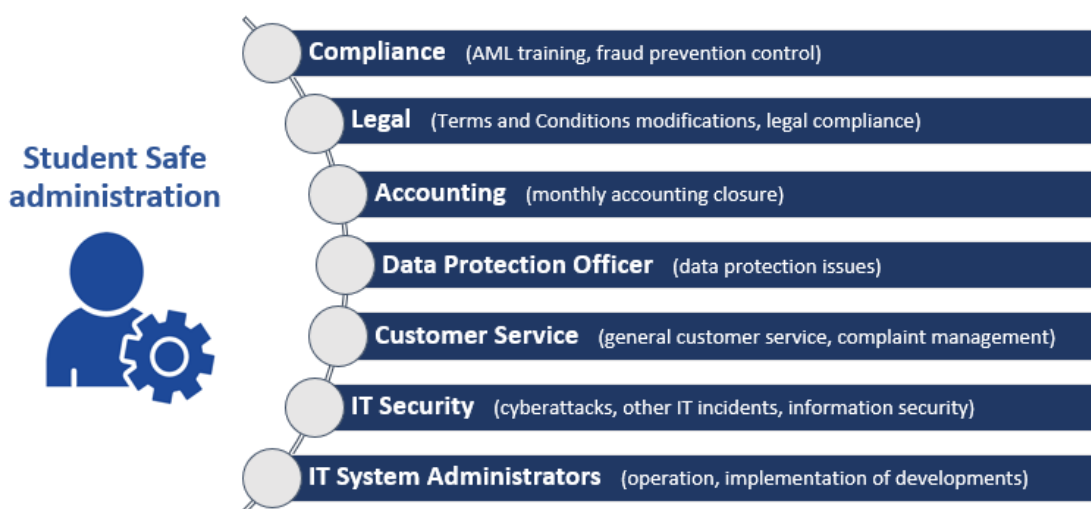 Student Safe
administration
Compliance (AML training, fraud prevention control)
Legal (Terms and Conditions modifications, legal compliance)
Accounting (monthly accounting closure)
Data Protection Officer (data protection issues)
Customer Service (general customer service, complaint management)
IT Security (cyberattacks, other IT incidents, information security)
IT System Administrators (operation, implementation of developments)